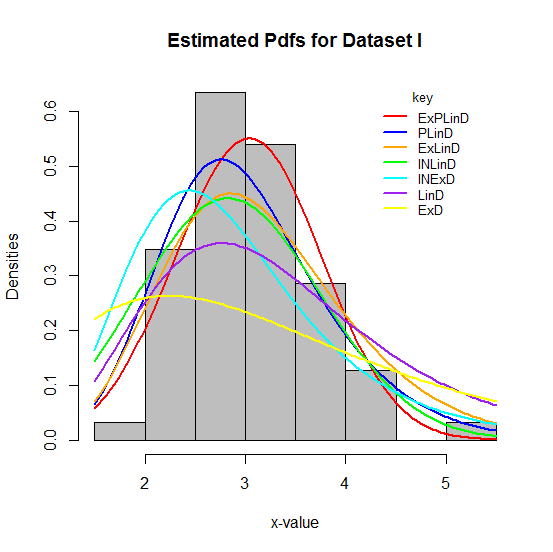 Estimated Pdfs for Dataset I
key
ExPLinD
PLinD
ExLinD
INLinD
INExD
LinD
ExD
Densities
0.6
0.5
0.4
0.3
0.2
0.1
0.0
2 3 4 5
x-value